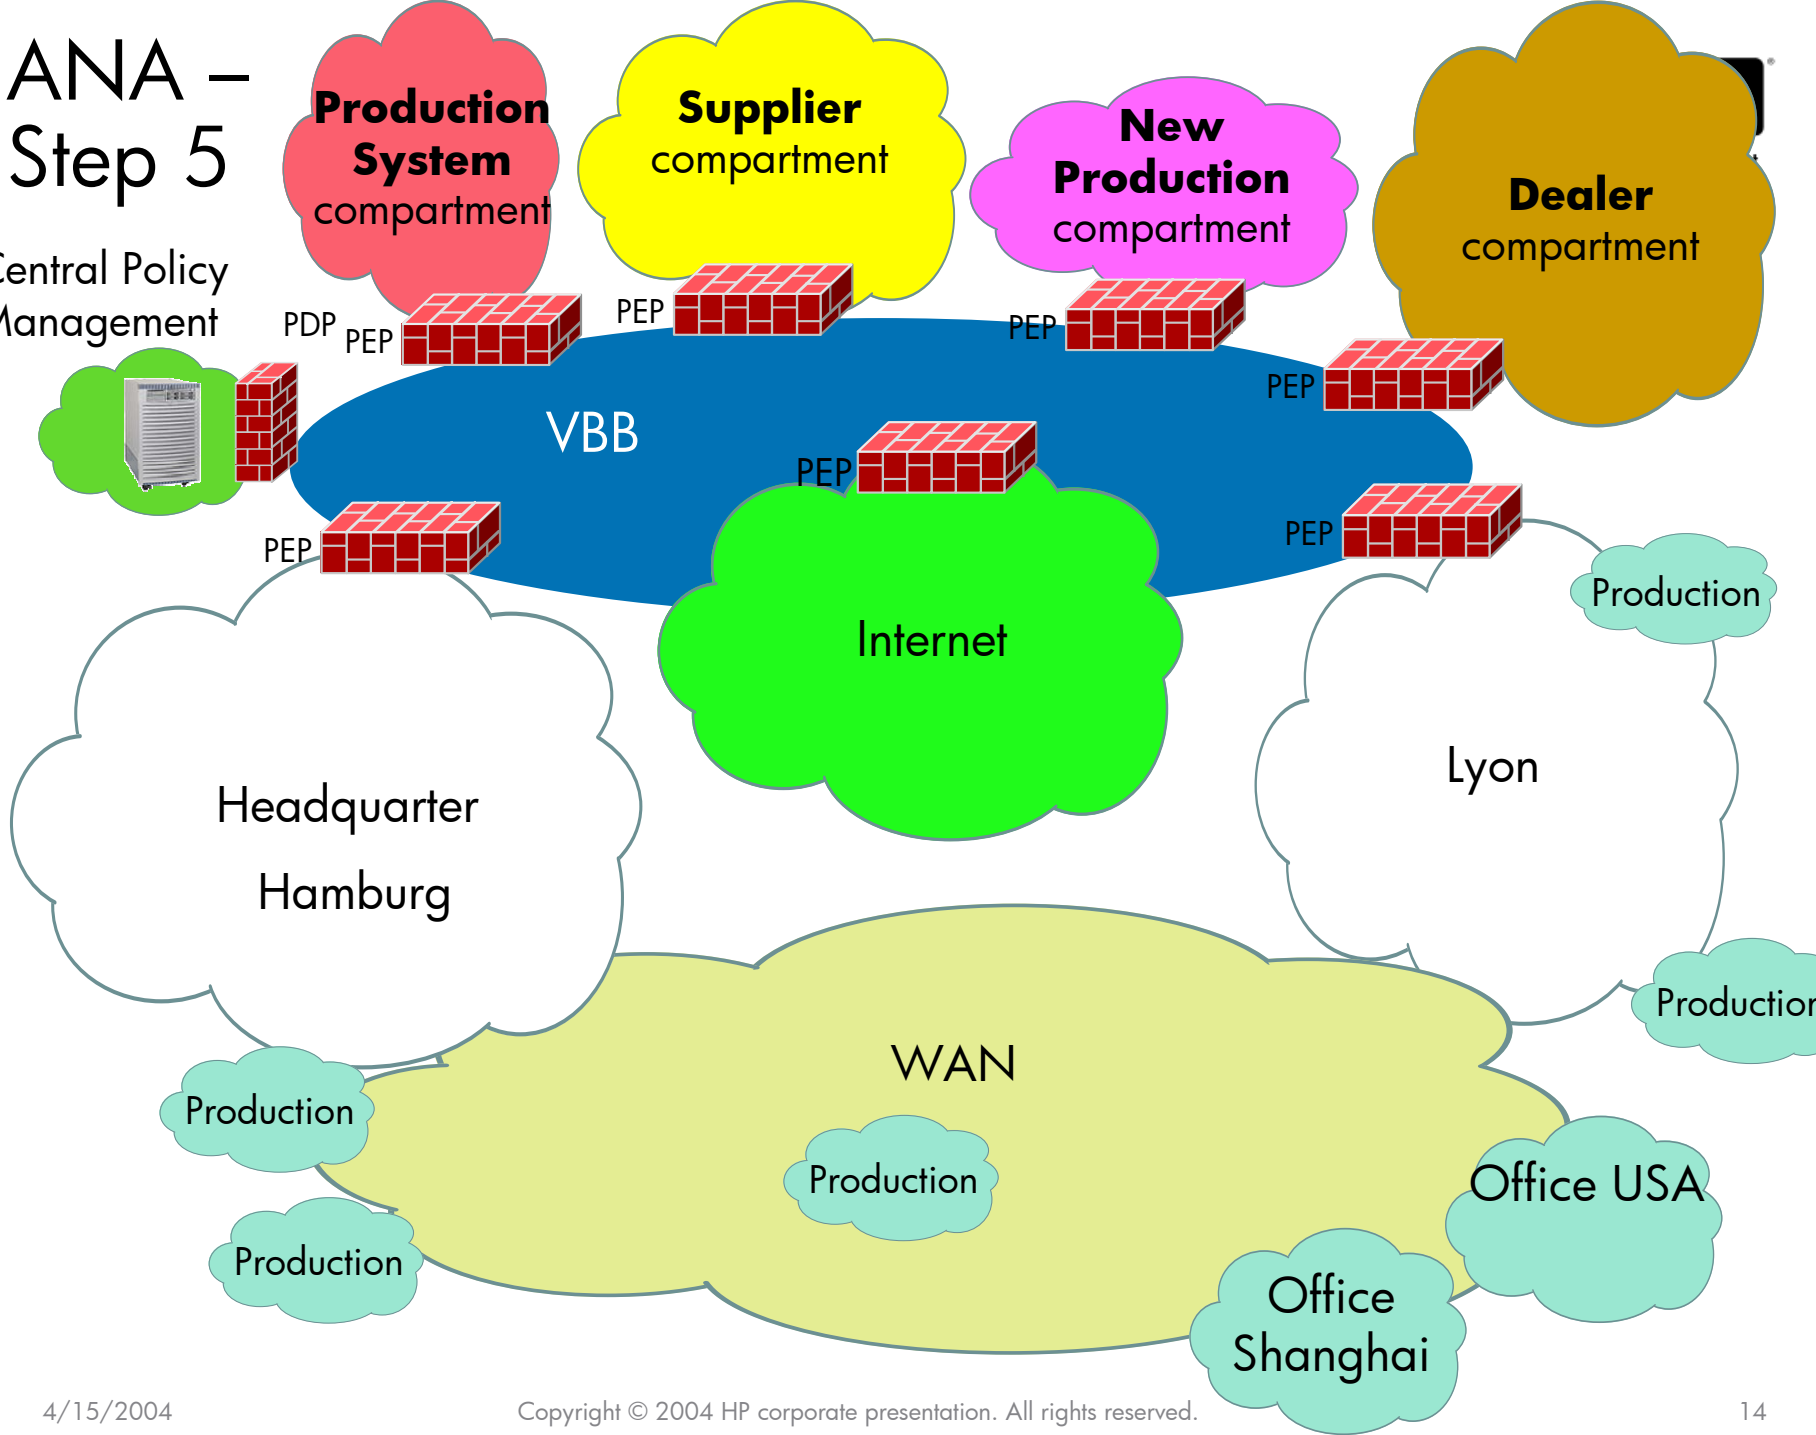 ANA –
Step 5
Production
System
compartment
Supplier
compartment
New
Production
compartment
Dealer
compartment
Central Policy
Management
PDP
PEP
PEP
PEP
PEP
VBB
PEP
PEP
PEP
Internet
Production
Headquarter
Hamburg
Lyon
Production
WAN
Production
Production
Production
Office USA
Office
Shanghai
4/15/2004
Copyright © 2004 HP corporate presentation. All rights reserved.
14